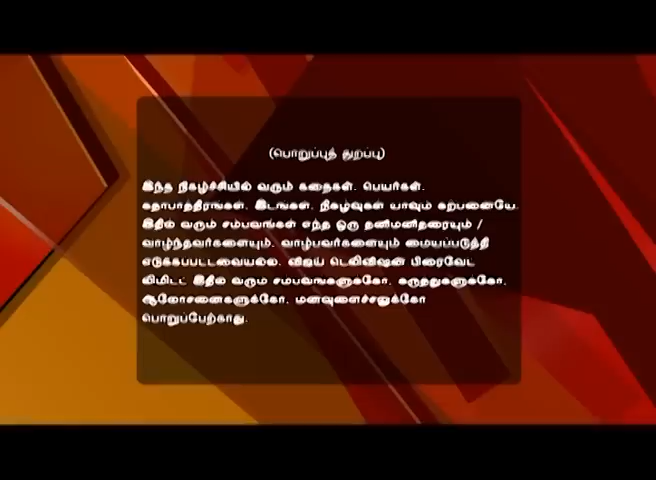 (பொறுப்புத் துறப்பு)
இந்த நிகழ்ச்சியில் வரும் கதைகள், பெயர்கள்,
கதாபாத்திரங்கள், இடங்கள், நிகழ்வுகள் யாவும் கற்பனையே.
இதில் வரும் சம்பவங்கள் எந்த ஒரு தனிமனிதரையும் /
வாழ்ந்தவர்களையும், வாழ்பவர்களையும் மையப்படுத்தி
எடுக்கப்பட்டவையல்ல. விஜய் டெலிவிஷன் பிரைவேட்
லிமிடட் இதில் வரும் சம்பவங்களுக்கோ, கருத்துகளுக்கோ,
ஆலோசனைகளுக்கோ, மனவுளைச்சலுக்கோ
பொறுப்பேற்காது.